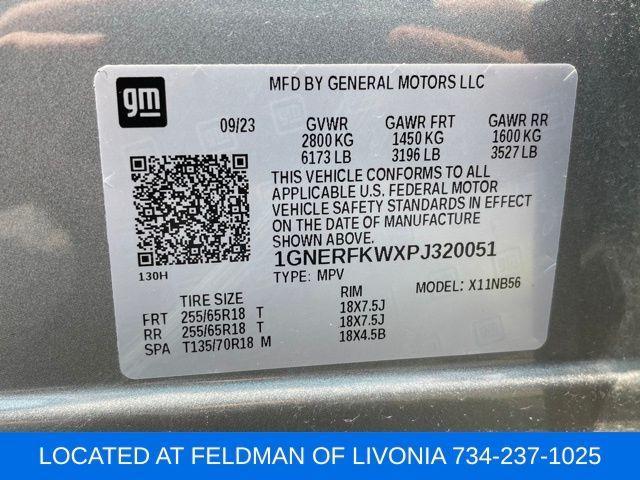 gm
MFD BY GENERAL MOTORS LLC
09/23 GVWR GAWR FRT GAWR RR
2800 KG 1450 KG 1600 KG
6173 LB 3196 LB 3527 LB
THIS VEHICLE CONFORMS TO ALL
APPLICABLE U.S. FEDERAL MOTOR
VEHICLE SAFETY STANDARDS IN EFFECT
ON THE DATE OF MANUFACTURE
SHOWN ABOVE.
1GNERFKWXPJ320051
130H
TYPE: MPV MODEL: X11NB56
TIRE SIZE RIM
FRT 255/65R18 T 18X7.5J
RR 255/65R18 T 18X7.5J
SPA T135/70R18 M 18X4.5B
LOCATED AT FELDMAN OF LIVONIA 734-237-1025